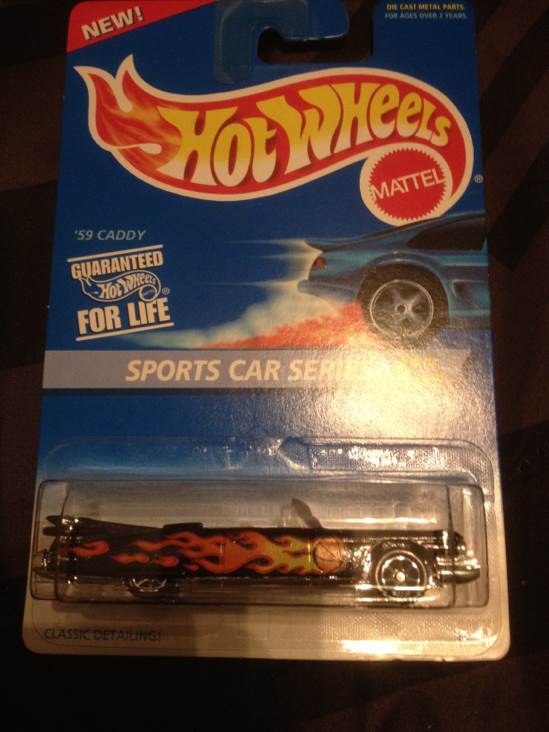 NEW!
DIE CAST METAL PARTS
FOR AGES OVER 3 YEARS
HOT WHEELS
®
MATTEL
'59 CADDY
GUARANTEED
HOT WHEELS
®
FOR LIFE
SPORTS CAR SERIES
CLASSIC DETAILING!